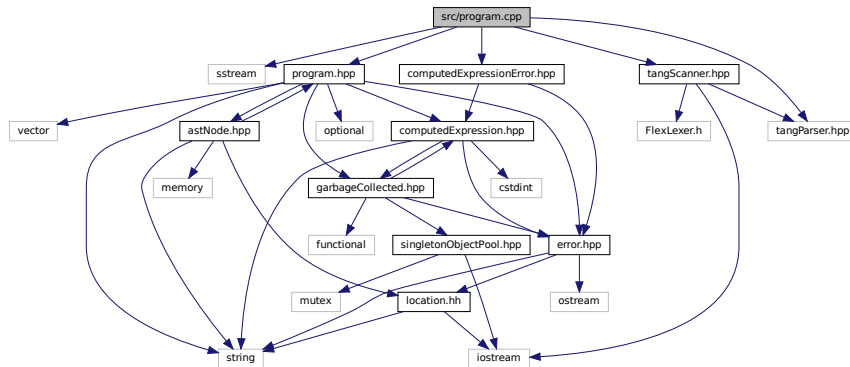 src/program.cpp
sstream
program.hpp
computedExpressionError.hpp
tangScanner.hpp
vector
astNode.hpp
optional
computedExpression.hpp
FlexLexer.h
tangParser.hpp
memory
garbageCollected.hpp
cstdint
functional
singletonObjectPool.hpp
error.hpp
mutex
location.hh
ostream
string
iostream